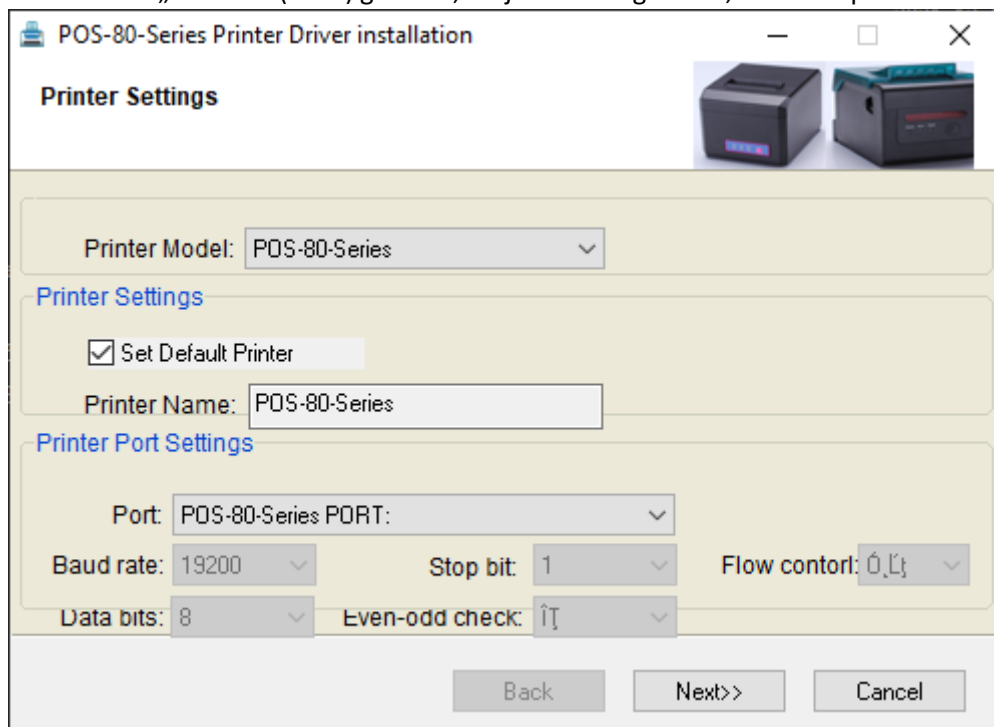 POS-80-Series Printer Driver installation
Printer Settings
Printer Model: POS-80-Series
Printer Settings
Set Default Printer
Printer Name: POS-80-Series
Printer Port Settings
Port: POS-80-Series PORT:
Baud rate: 19200 Stop bit: 1 Flow contorl: Ó˛Ľţ
Data bits: 8 Even-odd check: ÎŢ
Back Next>> Cancel